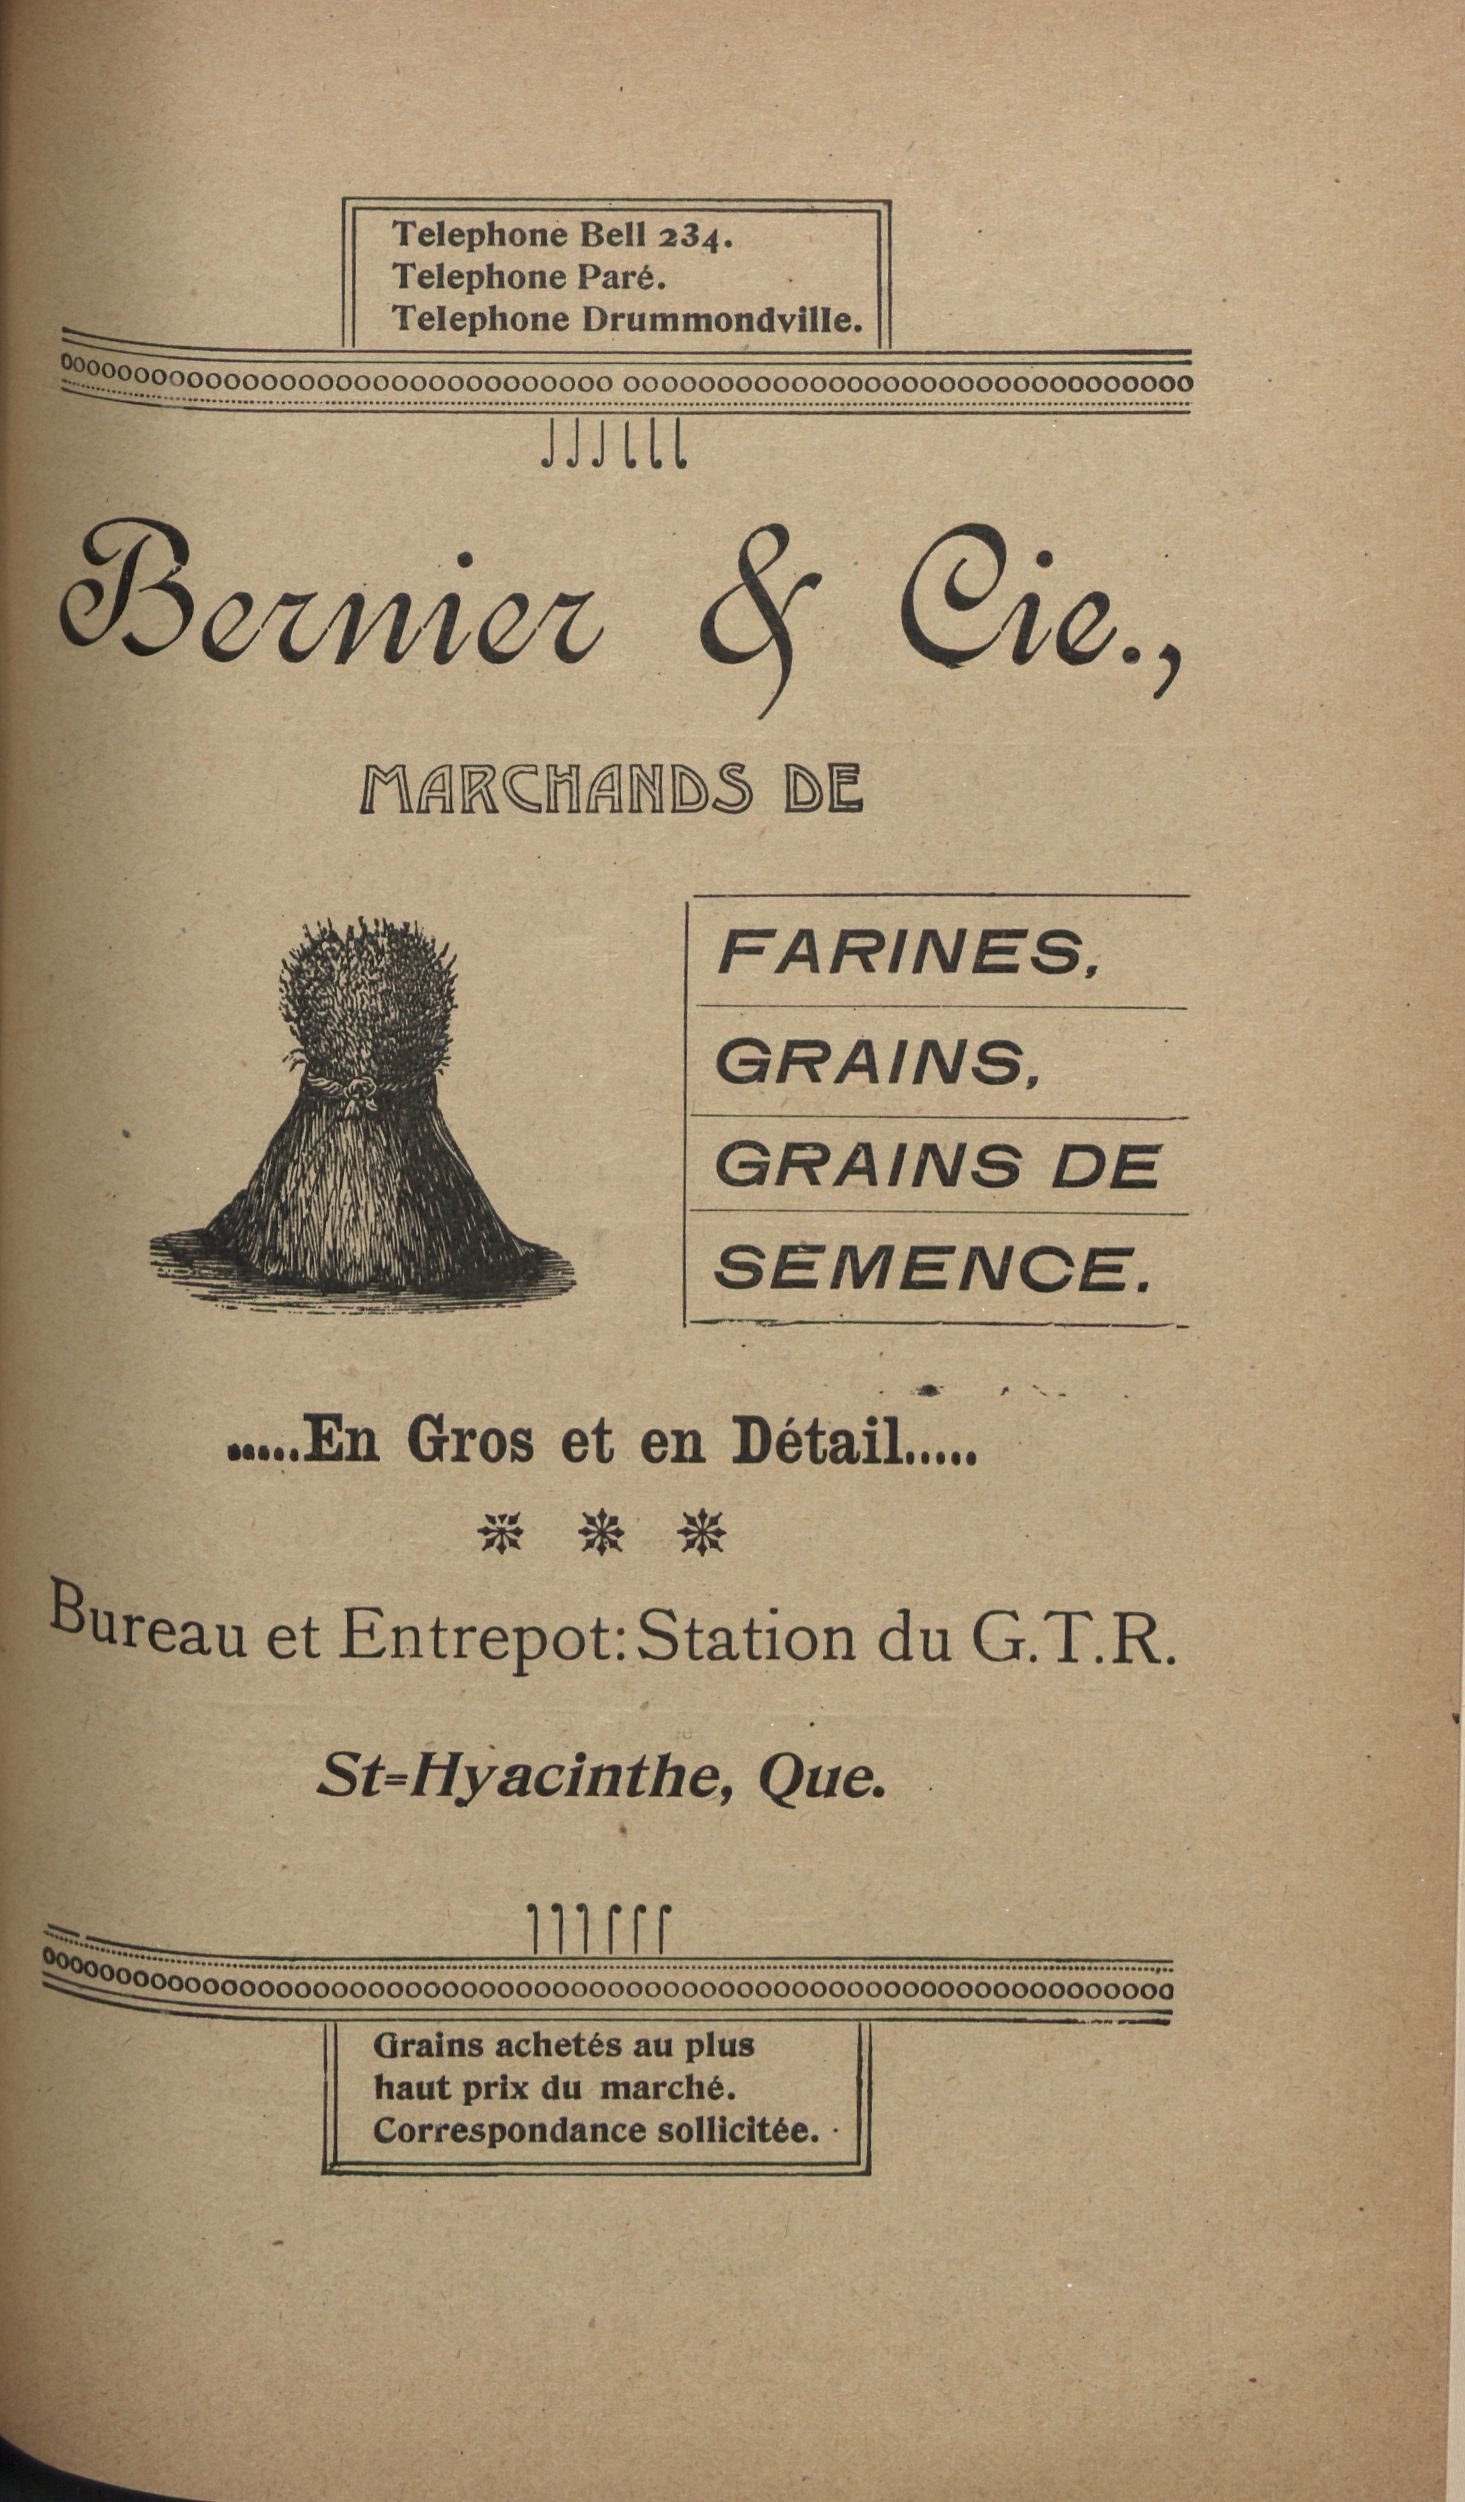 Telephone Bell 234.
Telephone Paré.
Telephone Drummondville.
Bernier & Cie.,
MARCHANDS DE
FARINES,
GRAINS,
GRAINS DE
SEMENCE.
.....En Gros et en Détail.....
Bureau et Entrepot: Station du G.T.R.
St-Hyacinthe, Que.
Grains achetés au plus
haut prix du marché.
Correspondance sollicitée.